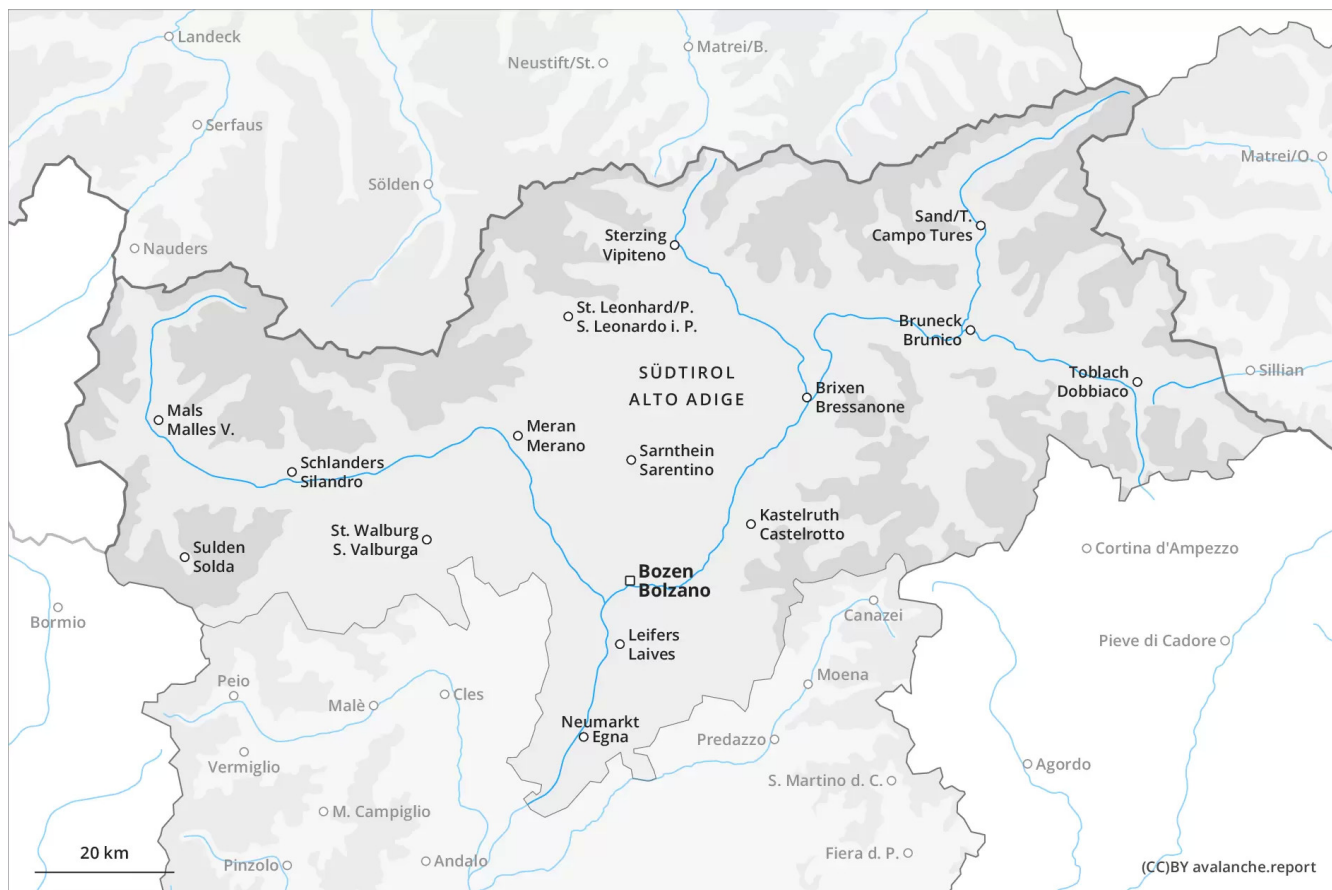 Landeck
Matrei/B.
Neustift/St.
Serfaus
Matrei/O.
Sölden
Nauders
Sand/T.
Campo Tures
Sterzing
Vipiteno
St. Leonhard/P.
S. Leonardo i. P.
Bruneck
Brunico
SÜDTIROL
ALTO ADIGE
Toblach
Dobbiaco
Sillian
Brixen
Bressanone
Mals
Malles V.
Meran
Merano
Schlanders
Silandro
Sarnthein
Sarentino
Kastelruth
Castelrotto
St. Walburg
S. Valburga
Sulden
Solda
Cortina d'Ampezzo
Bozen
Bolzano
Bormio
Canazei
Leifers
Laives
Pieve di Cadore
Peio
Moena
Malè
Cles
Neumarkt
Egna
Predazzo
Vermiglio
Agordo
S. Martino d. C.
M. Campiglio
20 km
Pinzolo
Andalo
Fiera d. P.
(CC)BY avalanche.report